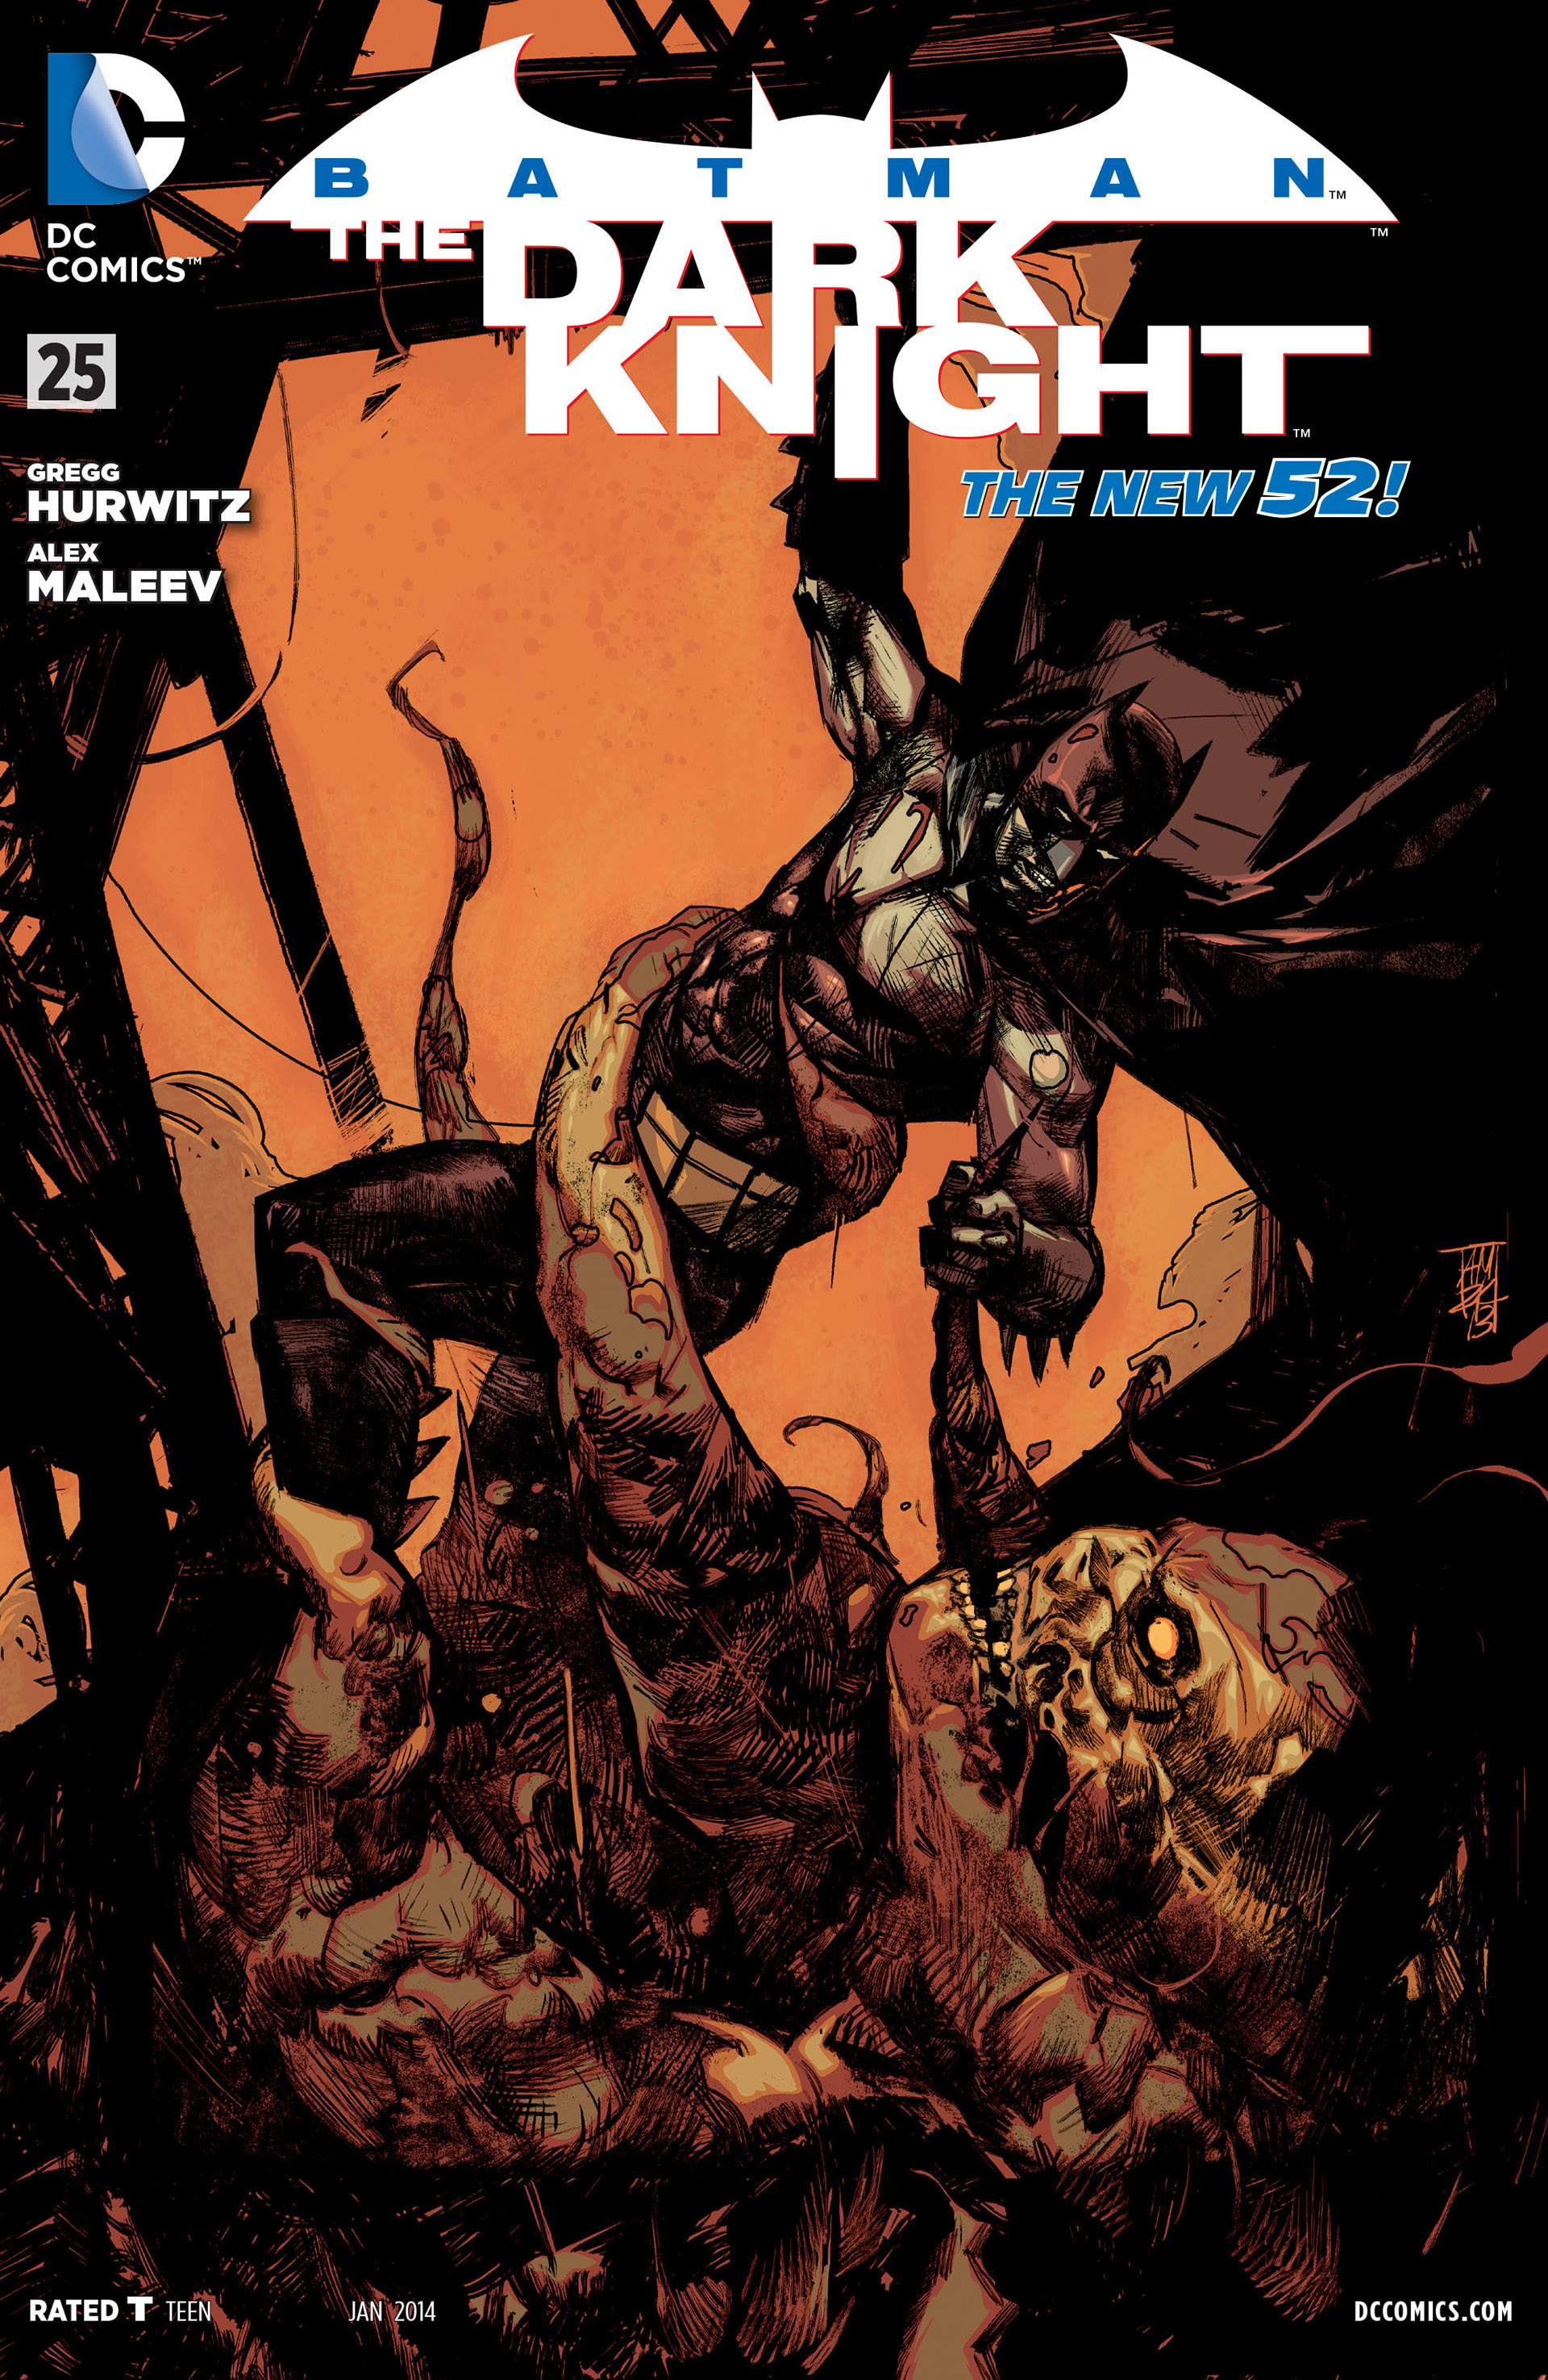 DC
COMICS™
BATMAN™
THE DARK
KNIGHT™
THE NEW 52!
25
GREGG
HURWITZ
ALEX
MALEEV
RATED T TEEN
JAN 2014
DCCOMICS.COM